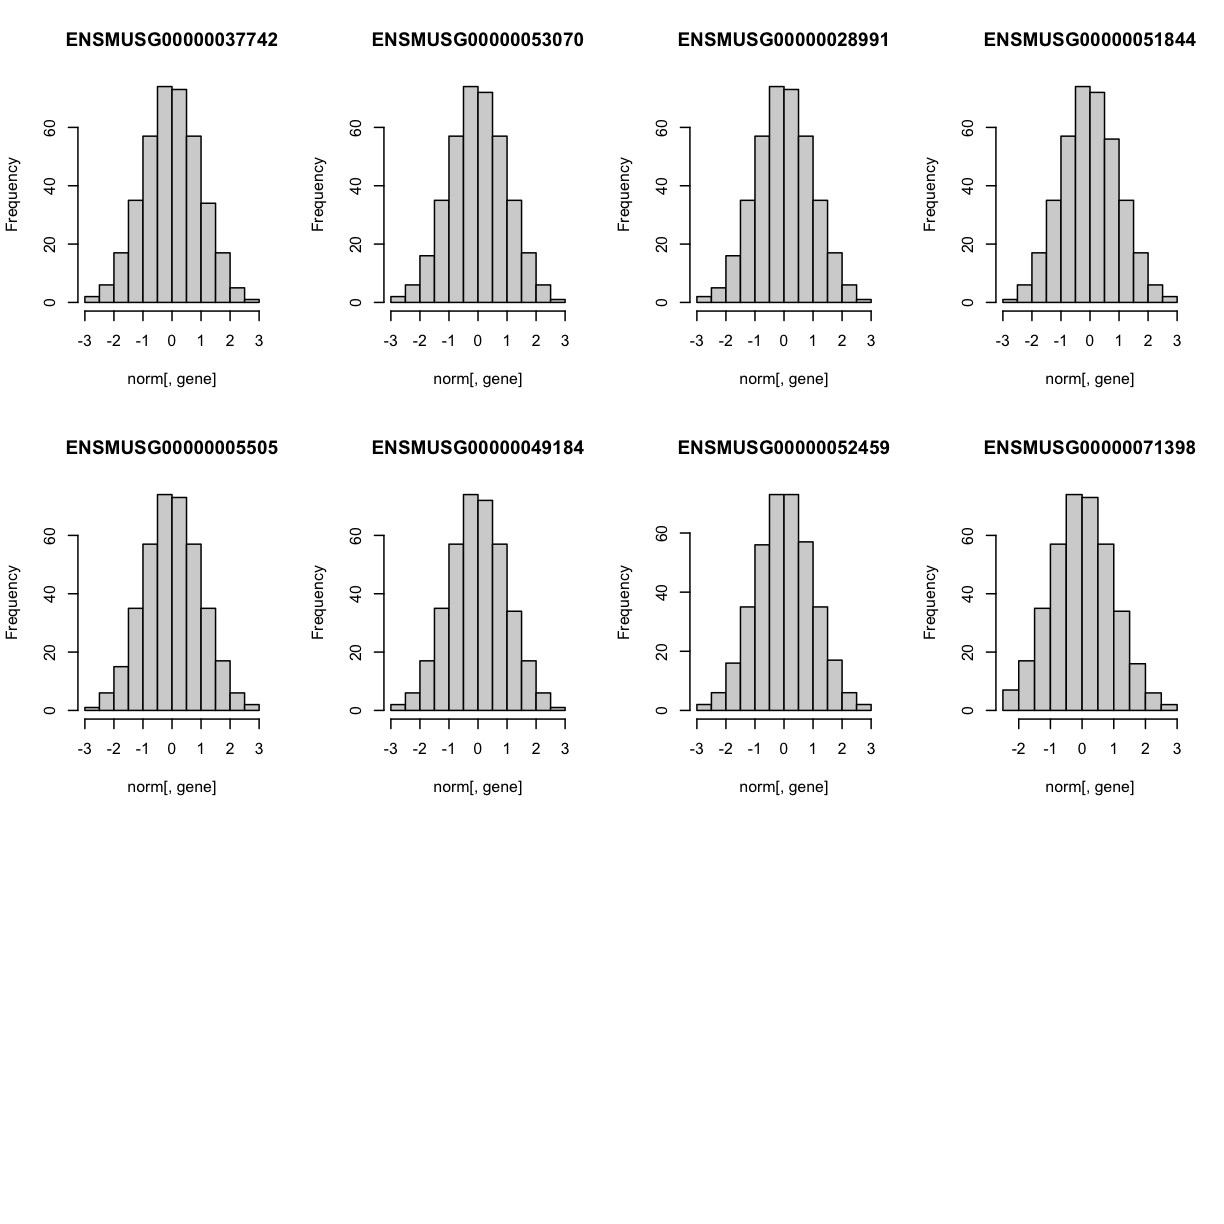 ENSMUSG00000037742
Frequency
0 20 40 60
-3 -2 -1 0 1 2 3
norm[, gene]
ENSMUSG00000053070
Frequency
0 20 40 60
-3 -2 -1 0 1 2 3
norm[, gene]
ENSMUSG00000028991
Frequency
0 20 40 60
-3 -2 -1 0 1 2 3
norm[, gene]
ENSMUSG00000051844
Frequency
0 20 40 60
-3 -2 -1 0 1 2 3
norm[, gene]
ENSMUSG00000005505
Frequency
0 20 40 60
-3 -2 -1 0 1 2 3
norm[, gene]
ENSMUSG00000049184
Frequency
0 20 40 60
-3 -2 -1 0 1 2 3
norm[, gene]
ENSMUSG00000052459
Frequency
0 20 40 60
-3 -2 -1 0 1 2 3
norm[, gene]
ENSMUSG00000071398
Frequency
0 20 40 60
-2 -1 0 1 2 3
norm[, gene]